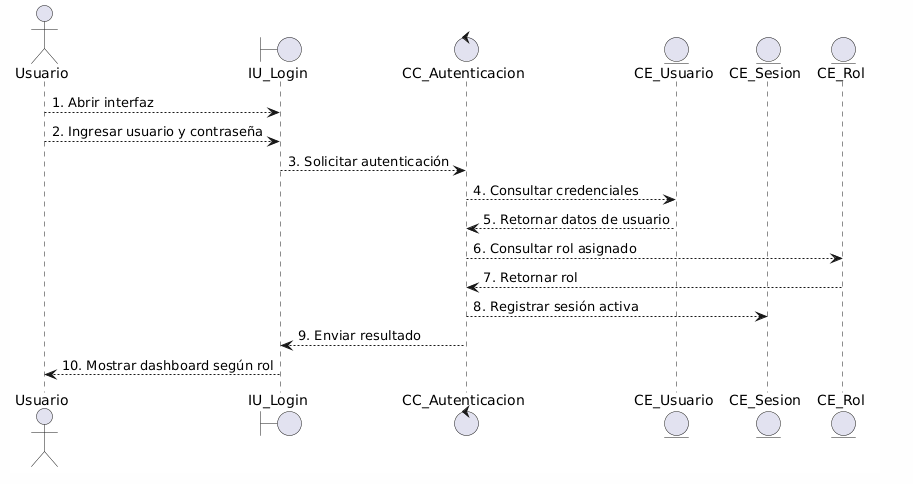 Usuario
IU_Login
CC_Autenticacion
CE_Usuario
CE_Sesion
CE_Rol
1. Abrir interfaz
2. Ingresar usuario y contraseña
3. Solicitar autenticación
4. Consultar credenciales
5. Retornar datos de usuario
6. Consultar rol asignado
7. Retornar rol
8. Registrar sesión activa
9. Enviar resultado
10. Mostrar dashboard según rol
Usuario
IU_Login
CC_Autenticacion
CE_Usuario
CE_Sesion
CE_Rol